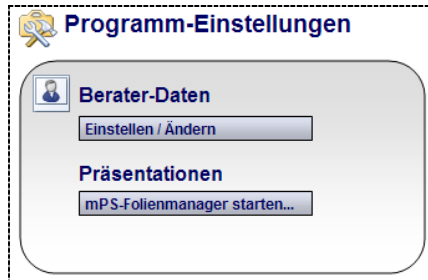 Programm-Einstellungen
Berater-Daten
Einstellen / Ändern
Präsentationen
mPS-Folienmanager starten...